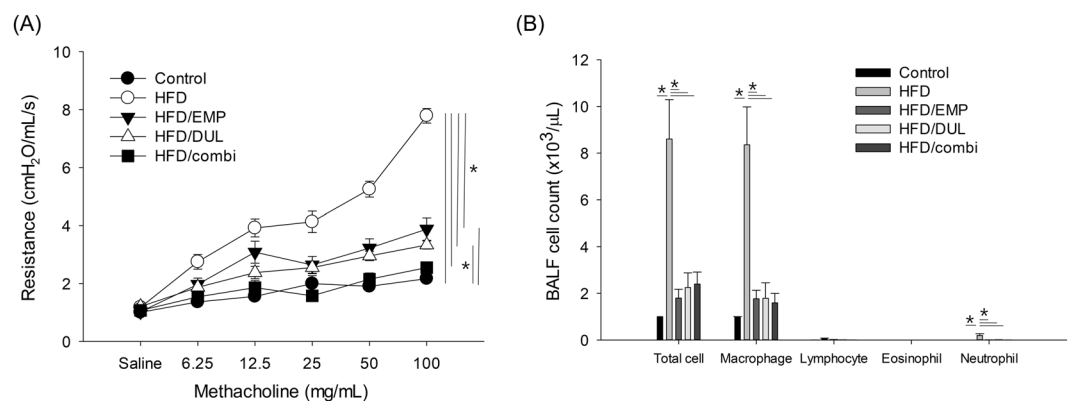 (A)
10
8
6
4
2
0
Resistance (cmH2O/mL/s)
Control
HFD
HFD/EMP
HFD/DUL
HFD/combi
*
*
Saline 6.25 12.5 25 50 100
Methacholine (mg/mL)
(B)
12
10
8
6
4
2
0
BALF cell count (x10³/µL)
Control
HFD
HFD/EMP
HFD/DUL
HFD/combi
* *
* *
* *
Total cell Macrophage Lymphocyte Eosinophil Neutrophil